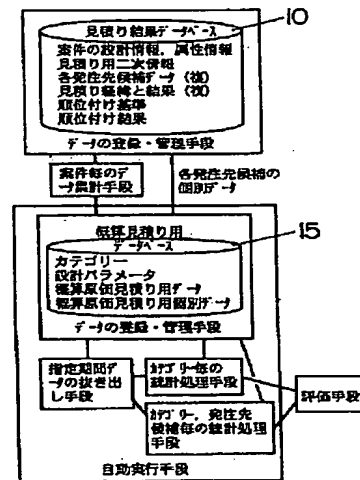 見積り結果データベース
10
案件の設計情報,属性情報
見積り用二次情報
各発注先候補データ(複)
見積り経緯と結果(複)
順位付け基準
順位付け結果
データの登録・管理手段
案件毎のデー
タ集計手段
各発注先候補の
個別データ
概算見積り用
データベース
15
カテゴリー
設計パラメータ
概算原価見積り用データ
概算原価見積り用個別データ
データの登録・管理手段
指定期間デー
タの抜き出
し手段
カテゴリー毎の
統計処理手段
評価手段
カテゴリー,発注先
候補毎の統計処理
手段
自動実行手段